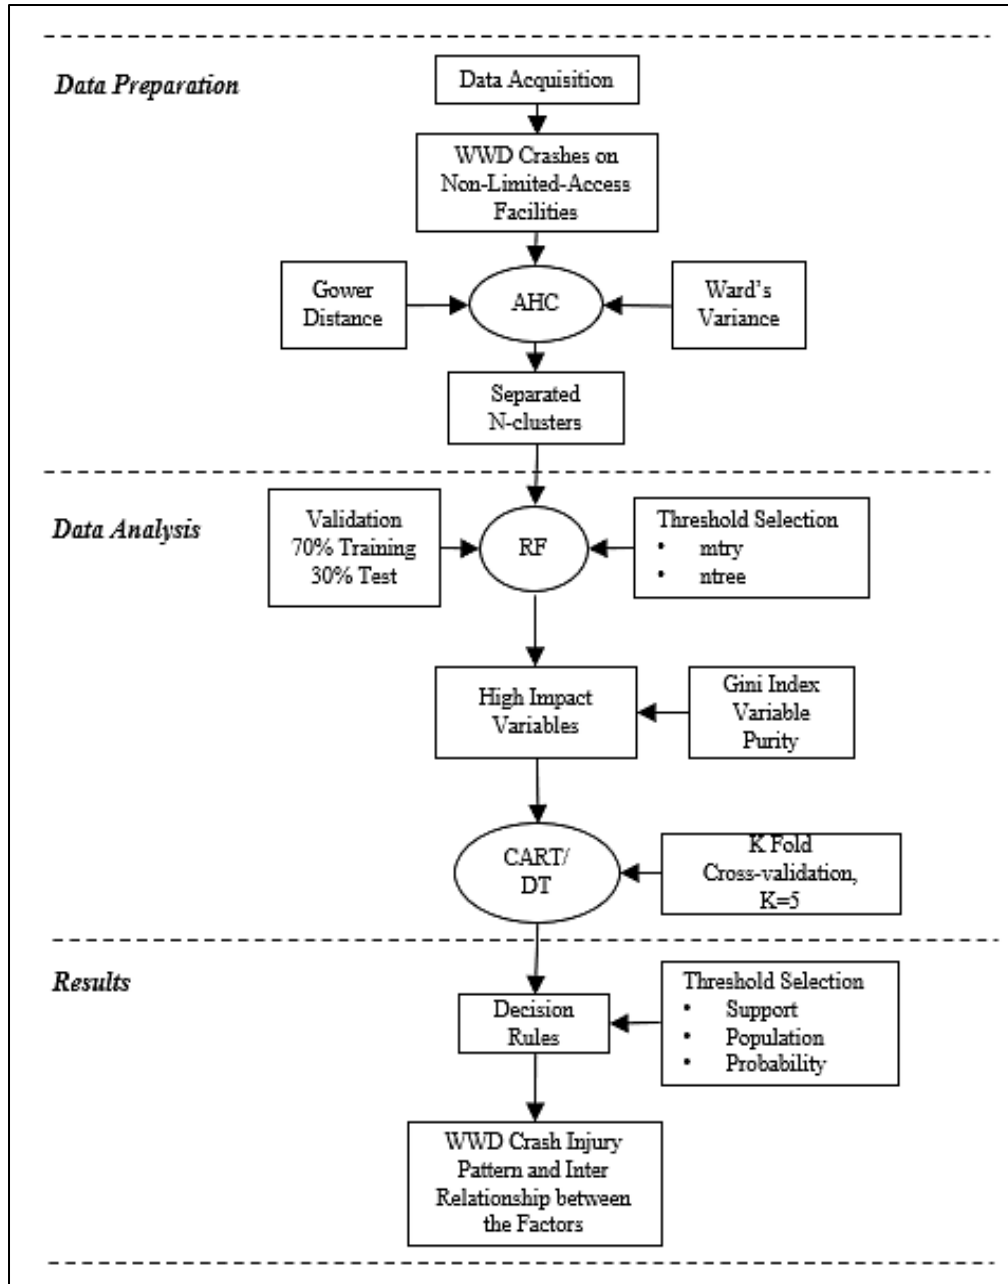 Data Preparation
Data Acquisition
WWD Crashes on
Non-Limited-Access
Facilities
Gower
Distance
AHC
Ward's
Variance
Separated
N-clusters
Data Analysis
Validation
70% Training
30% Test
RF
Threshold Selection
• mtry
• ntree
High Impact
Variables
Gini Index
Variable
Purity
CART/
DT
K Fold
Cross-validation,
K=5
Results
Decision
Rules
Threshold Selection
• Support
• Population
• Probability
WWD Crash Injury
Pattern and Inter
Relationship between
the Factors